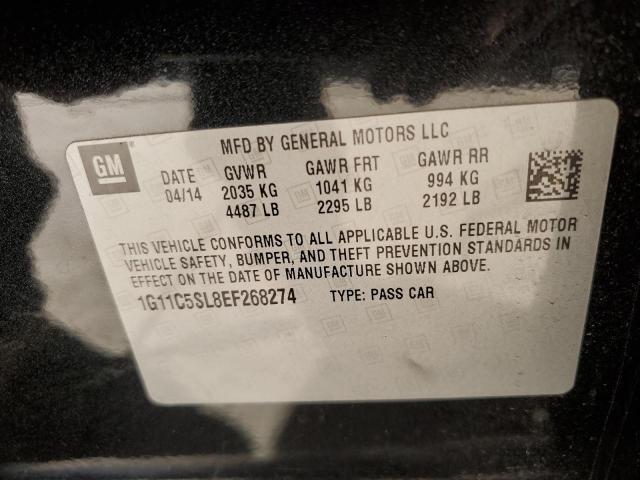 MFD BY GENERAL MOTORS LLC
GM
DATE GVWR GAWR FRT GAWR RR
04/14 2035 KG 1041 KG 994 KG
4487 LB 2295 LB 2192 LB
THIS VEHICLE CONFORMS TO ALL APPLICABLE U.S. FEDERAL MOTOR
VEHICLE SAFETY, BUMPER, AND THEFT PREVENTION STANDARDS IN
EFFECT ON THE DATE OF MANUFACTURE SHOWN ABOVE.
1G11C5SL8EF268274 TYPE: PASS CAR